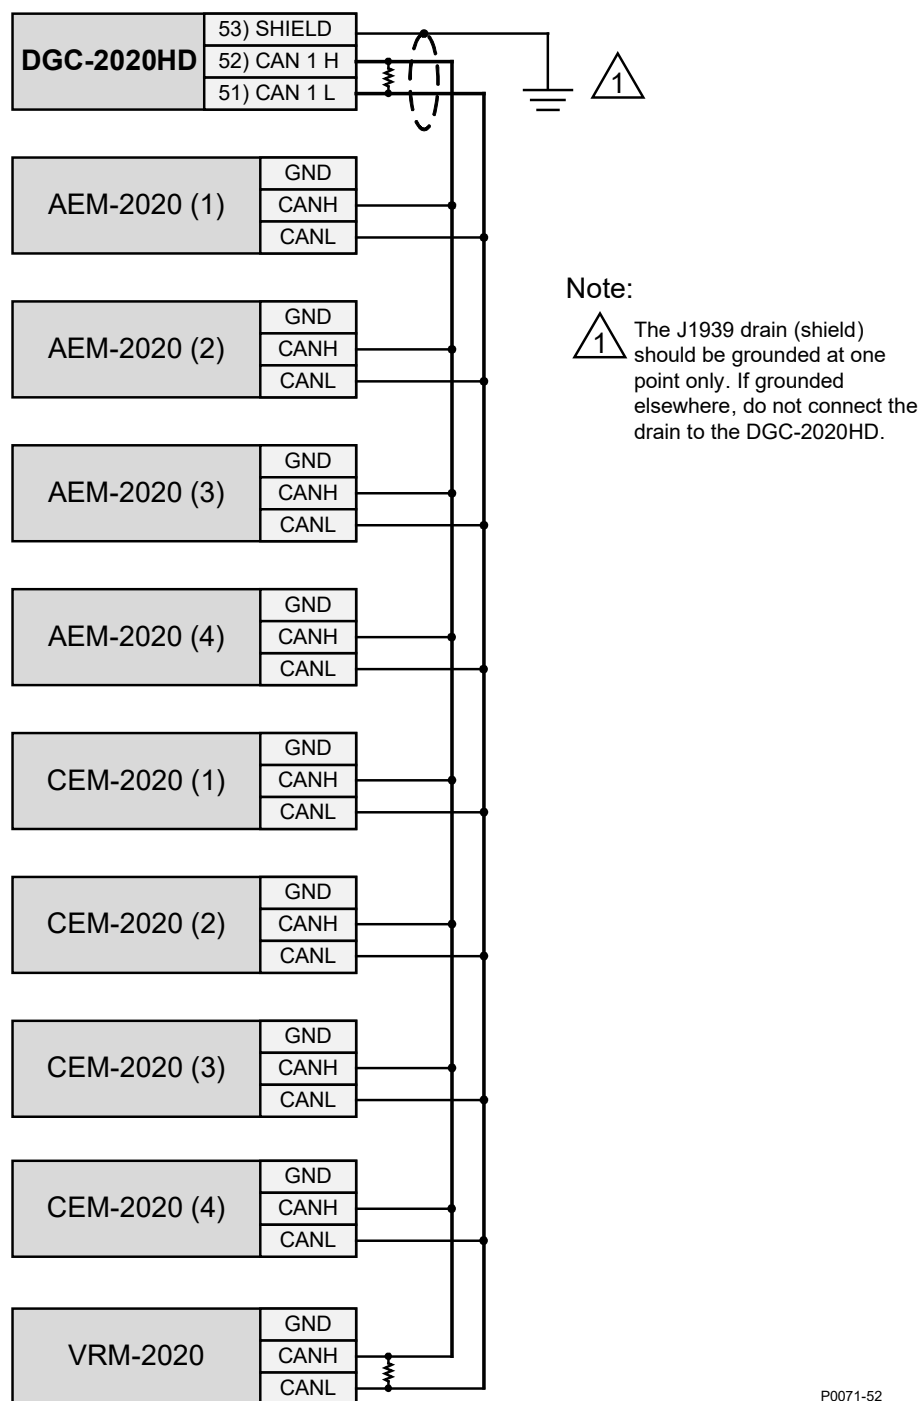 DGC-2020HD
53) SHIELD
52) CAN 1 H
51) CAN 1 L
1
AEM-2020 (1)
GND
CANH
CANL
AEM-2020 (2)
GND
CANH
CANL
Note:
1
The J1939 drain (shield)
should be grounded at one
point only. If grounded
elsewhere, do not connect the
drain to the DGC-2020HD.
AEM-2020 (3)
GND
CANH
CANL
AEM-2020 (4)
GND
CANH
CANL
CEM-2020 (1)
GND
CANH
CANL
CEM-2020 (2)
GND
CANH
CANL
CEM-2020 (3)
GND
CANH
CANL
CEM-2020 (4)
GND
CANH
CANL
VRM-2020
GND
CANH
CANL
P0071-52